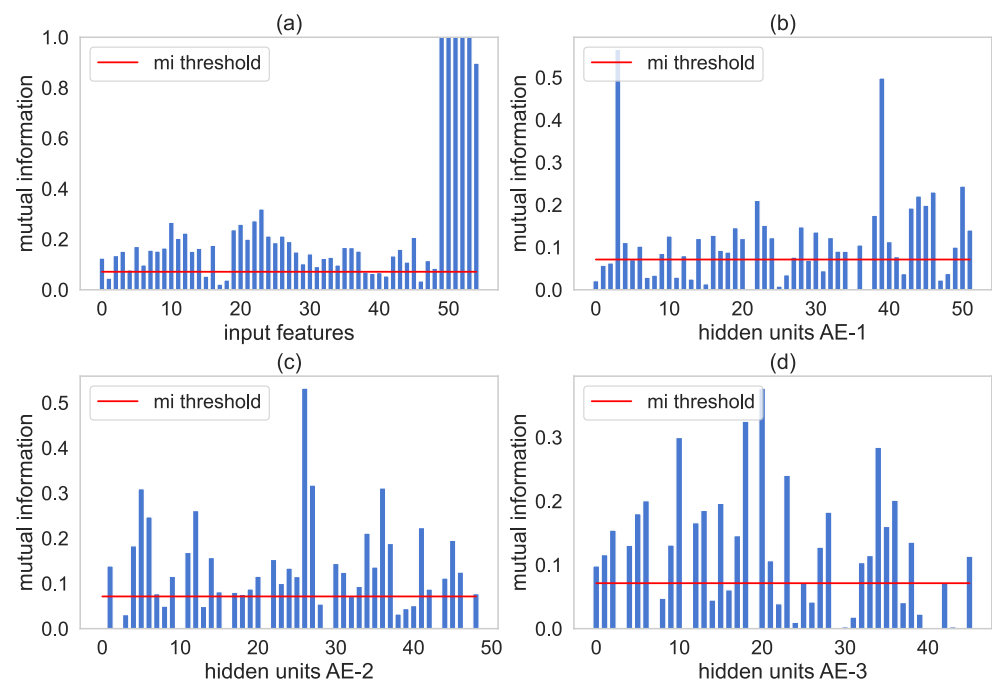 (a)
1.0
0.8
0.6
0.4
0.2
0.0
mutual information
mi threshold
0 10 20 30 40 50
input features
(b)
0.5
0.4
0.3
0.2
0.1
0.0
mutual information
mi threshold
0 10 20 30 40 50
hidden units AE-1
(c)
0.5
0.4
0.3
0.2
0.1
0.0
mutual information
mi threshold
0 10 20 30 40 50
hidden units AE-2
(d)
0.3
0.2
0.1
0.0
mutual information
mi threshold
0 10 20 30 40
hidden units AE-3